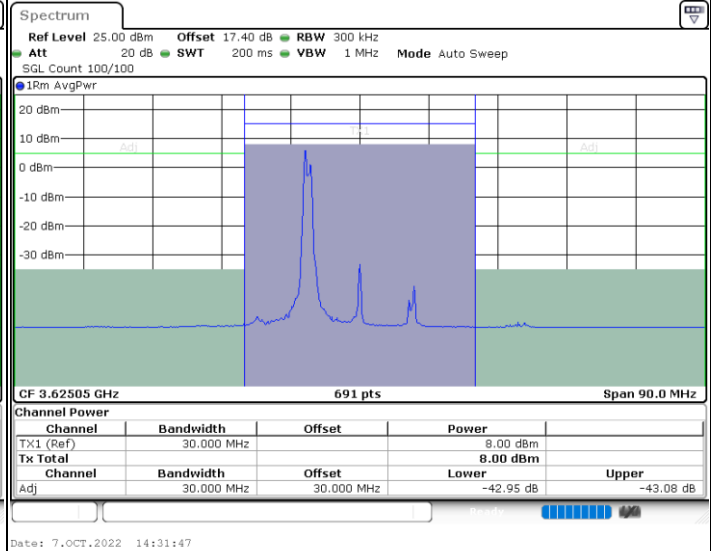 Spectrum
Ref Level 25.00 dBm Offset 17.40 dB RBW 300 kHz
Att 20 dB SWT 200 ms VBW 1 MHz Mode Auto Sweep
SGL Count 100/100
1Rm AvgPwr
20 dBm
TX1
10 dBm
Adj Adj
0 dBm
-10 dBm
-20 dBm
-30 dBm
CF 3.62505 GHz 691 pts Span 90.0 MHz
Channel Power
Channel Bandwidth Offset Power
TX1 (Ref) 30.000 MHz 8.00 dBm
Tx Total 8.00 dBm
Channel Bandwidth Offset Lower Upper
Adj 30.000 MHz 30.000 MHz -42.95 dB -43.08 dB
Ready
Date: 7.OCT.2022 14:31:47